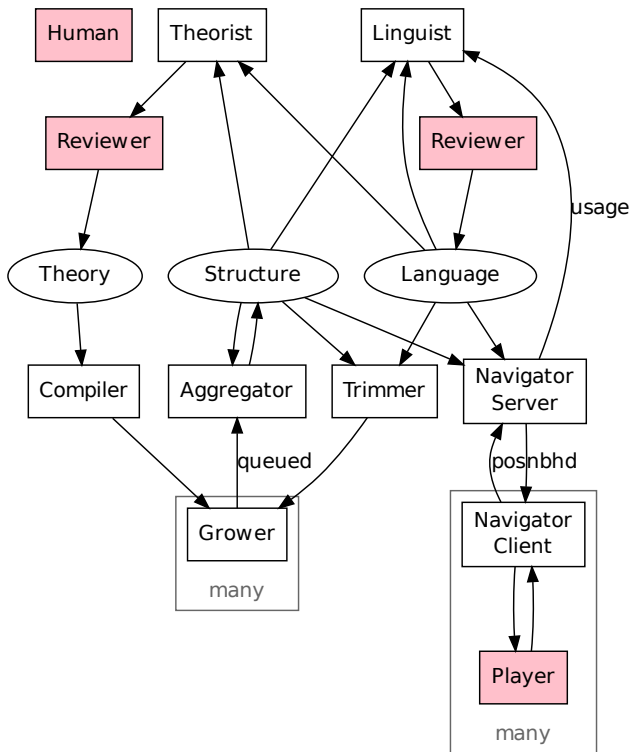 Human
Theorist
Linguist
Reviewer
Reviewer
usage
Theory
Structure
Language
Compiler
Aggregator
Trimmer
Navigator
Server
queued
pos
nbhd
Grower
many
Navigator
Client
Player
many